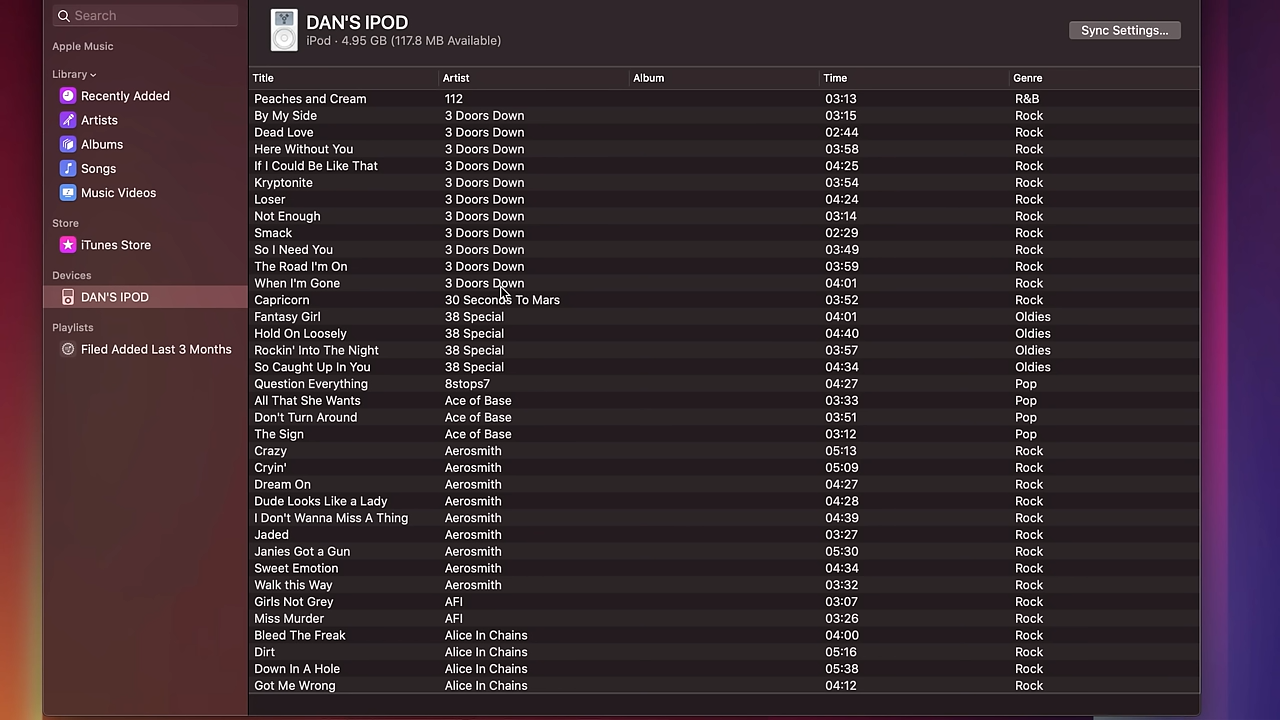 Search
Apple Music
Library
Recently Added
Artists
Albums
Songs
Music Videos
Store
iTunes Store
Devices
DAN'S IPOD
Playlists
Filed Added Last 3 Months
DAN'S IPOD
iPod · 4.95 GB (117.8 MB Available)
Sync Settings...
Title Artist Album Time Genre
Peaches and Cream 112 03:13 R&B
By My Side 3 Doors Down 03:15 Rock
Dead Love 3 Doors Down 02:44 Rock
Here Without You 3 Doors Down 03:58 Rock
If I Could Be Like That 3 Doors Down 04:25 Rock
Kryptonite 3 Doors Down 03:54 Rock
Loser 3 Doors Down 04:24 Rock
Not Enough 3 Doors Down 03:14 Rock
Smack 3 Doors Down 02:29 Rock
So I Need You 3 Doors Down 03:49 Rock
The Road I'm On 3 Doors Down 03:59 Rock
When I'm Gone 3 Doors Down 04:01 Rock
Capricorn 30 Seconds To Mars 03:52 Rock
Fantasy Girl 38 Special 04:01 Oldies
Hold On Loosely 38 Special 04:40 Oldies
Rockin' Into The Night 38 Special 03:57 Oldies
So Caught Up In You 38 Special 04:34 Oldies
Question Everything 8stops7 04:27 Pop
All That She Wants Ace of Base 03:33 Pop
Don't Turn Around Ace of Base 03:51 Pop
The Sign Ace of Base 03:12 Pop
Crazy Aerosmith 05:13 Rock
Cryin' Aerosmith 05:09 Rock
Dream On Aerosmith 04:27 Rock
Dude Looks Like a Lady Aerosmith 04:28 Rock
I Don't Wanna Miss A Thing Aerosmith 04:39 Rock
Jaded Aerosmith 03:27 Rock
Janies Got a Gun Aerosmith 05:30 Rock
Sweet Emotion Aerosmith 04:34 Rock
Walk this Way Aerosmith 03:32 Rock
Girls Not Grey AFI 03:07 Rock
Miss Murder AFI 03:26 Rock
Bleed The Freak Alice In Chains 04:00 Rock
Dirt Alice In Chains 05:16 Rock
Down In A Hole Alice In Chains 05:38 Rock
Got Me Wrong Alice In Chains 04:12 Rock